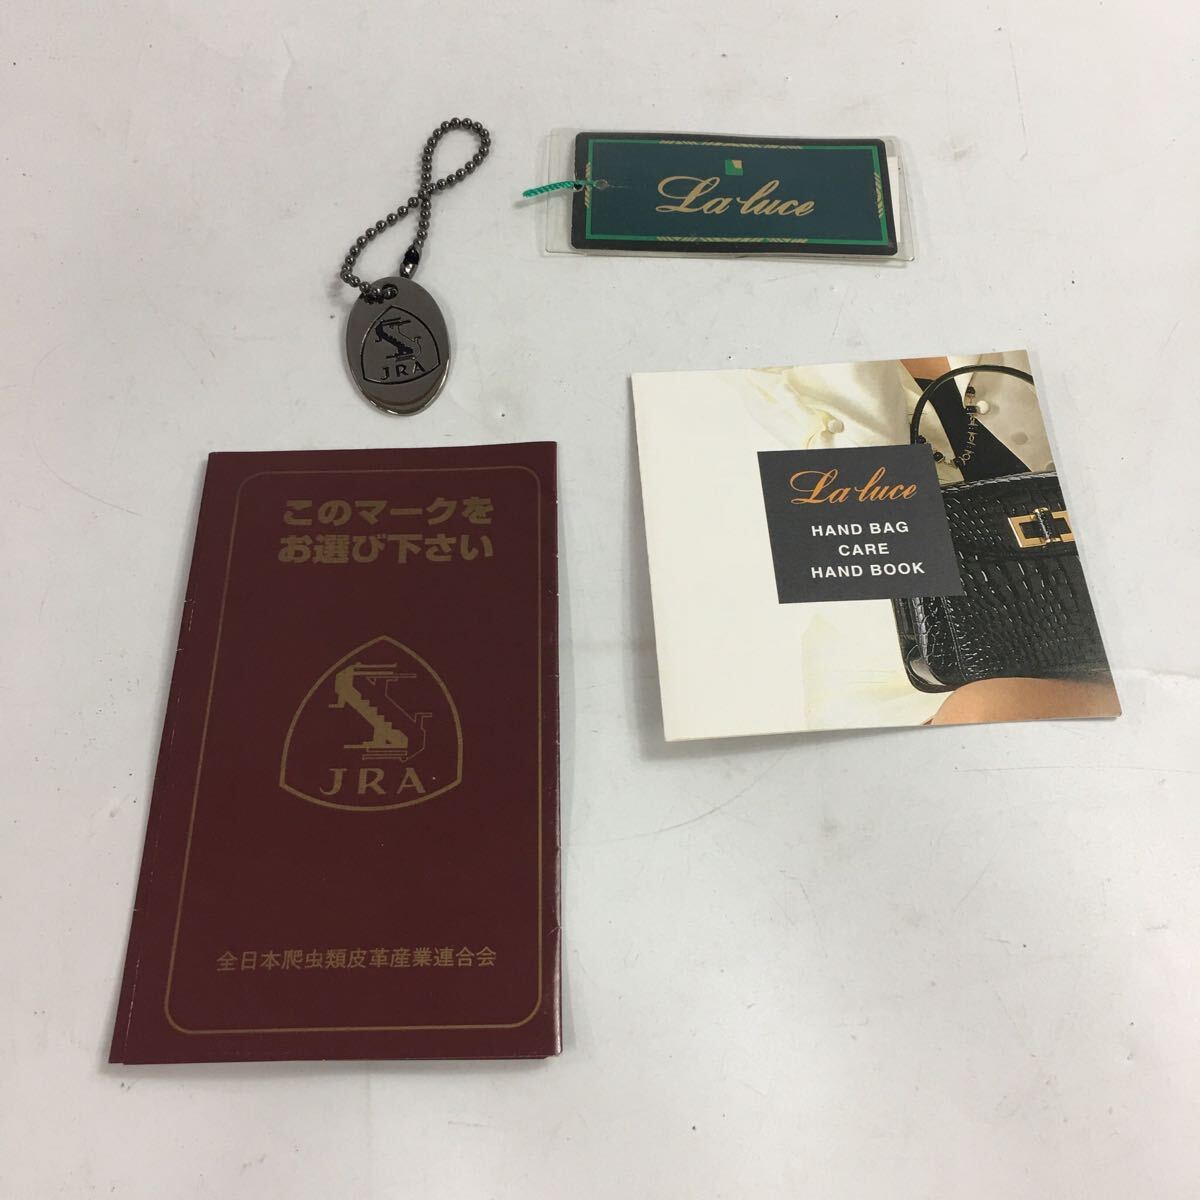 La luce
JRA
La luce
HAND BAG
CARE
HAND BOOK
このマークを
お選び下さい
JRA
全日本爬虫類皮革産業連合会